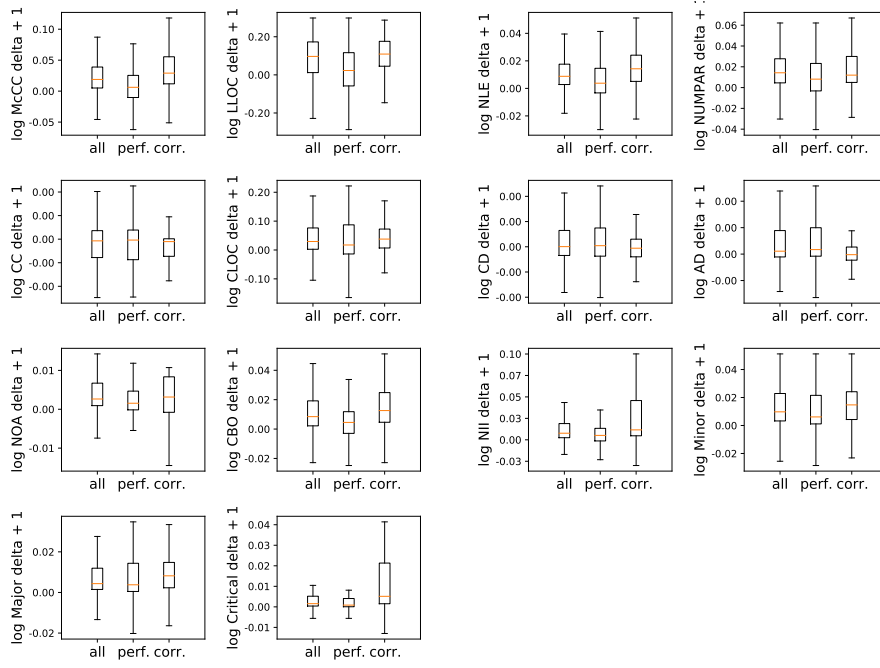 log McCC delta + 1
0.10
0.05
0.00
-0.05
all perf. corr.
log LLOC delta + 1
0.20
0.00
-0.20
all perf. corr.
log NLE delta + 1
0.04
0.02
0.00
-0.02
all perf. corr.
log NUMPAR delta +
0.06
0.04
0.02
0.00
-0.02
-0.04
all perf. corr.
log CC delta + 1
0.00
0.00
0.00
-0.00
-0.00
all perf. corr.
log CLOC delta + 1
0.20
0.10
0.00
-0.10
all perf. corr.
log CD delta + 1
0.00
0.00
0.00
-0.00
-0.00
all perf. corr.
log AD delta + 1
0.00
0.00
-0.00
all perf. corr.
log NOA delta + 1
0.01
0.00
-0.01
all perf. corr.
log CBO delta + 1
0.04
0.02
0.00
-0.02
all perf. corr.
log NII delta + 1
0.10
0.07
0.05
0.03
0.00
-0.03
all perf. corr.
log Minor delta + 1
0.04
0.02
0.00
-0.02
all perf. corr.
log Major delta + 1
0.02
0.00
-0.02
all perf. corr.
log Critical delta + 1
0.04
0.03
0.02
0.01
0.00
-0.01
all perf. corr.